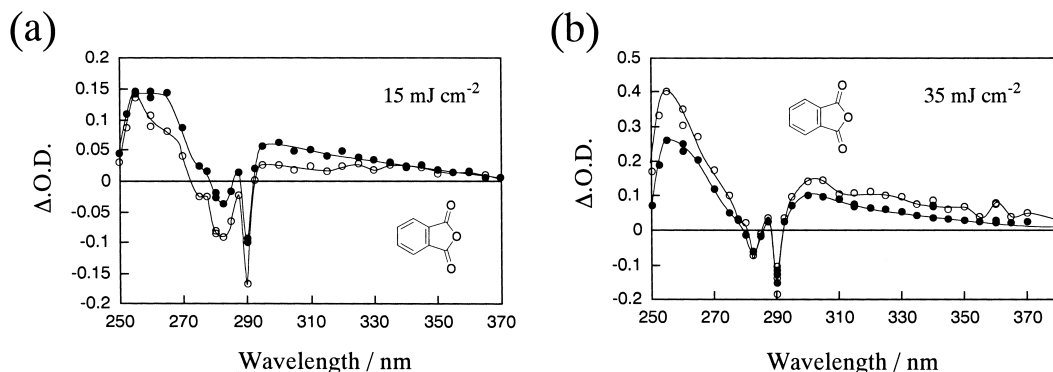 (a)
(b)
0.2
0.15
0.1
0.05
0
-0.05
-0.1
-0.15
-0.2
Δ.O.D.
15 mJ cm-2
O
O
O
250 270 290 310 330 350 370
Wavelength / nm
0.5
0.4
0.3
0.2
0.1
0
-0.1
-0.2
Δ.O.D.
35 mJ cm-2
O
O
O
250 270 290 310 330 350 370
Wavelength / nm